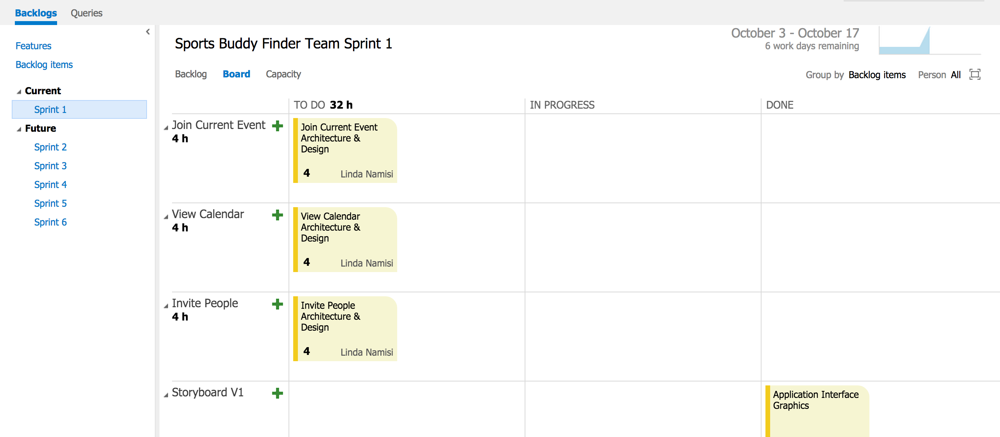 Backlogs
Queries
Features
Backlog items
Current
Sprint 1
Future
Sprint 2
Sprint 3
Sprint 4
Sprint 5
Sprint 6
Sports Buddy Finder Team Sprint 1
October 3 - October 17
6 work days remaining
Backlog
Board
Capacity
Group by Backlog items
Person All
TO DO 32 h
IN PROGRESS
DONE
Join Current Event
4 h
Join Current Event
Architecture &
Design
4
Linda Namisi
View Calendar
4 h
View Calendar
Architecture &
Design
4
Linda Namisi
Invite People
4 h
Invite People
Architecture &
Design
4
Linda Namisi
Storyboard V1
Application Interface
Graphics